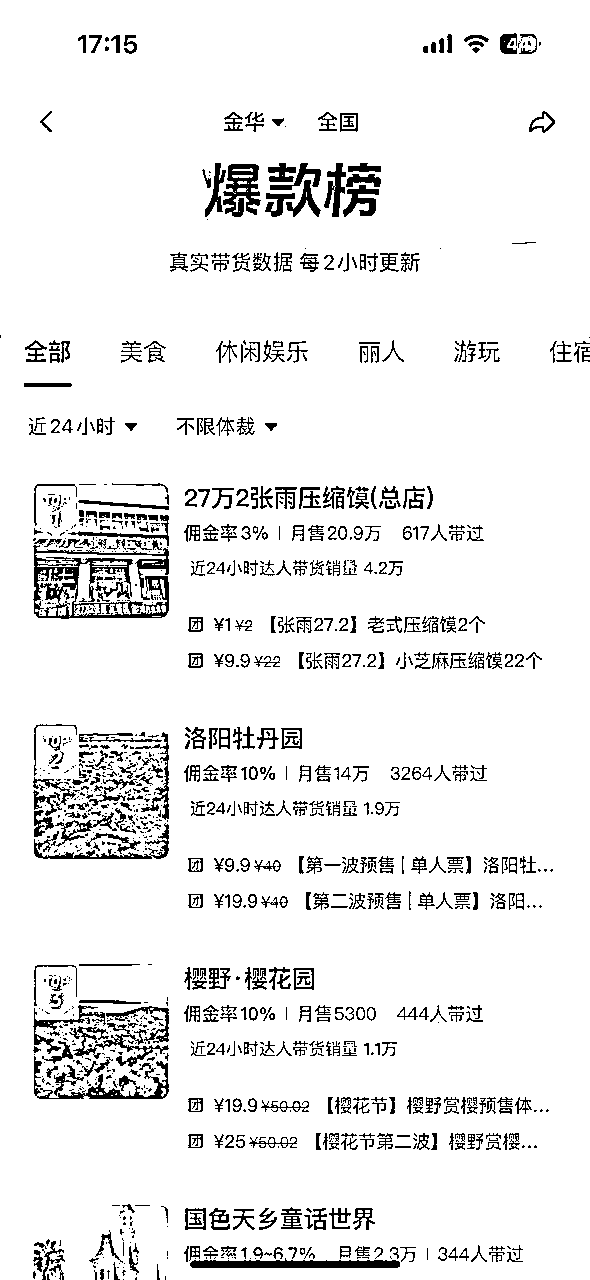 17:15
金华 全国
爆款榜
真实带货数据 每2小时更新
全部 美食 休闲娱乐 丽人 游玩 住宿
近24小时 不限体裁
27万2张雨压缩馍(总店)
佣金率3% | 月售20.9万 617人带过
近24小时达人带货销量 4.2万
团 ¥1 ¥2 【张雨27.2】老式压缩馍2个
团 ¥9.9 ¥22 【张雨27.2】小芝麻压缩馍22个
洛阳牡丹园
佣金率10% | 月售14万 3264人带过
近24小时达人带货销量 1.9万
团 ¥9.9 ¥40 【第一波预售 | 单人票】洛阳牡...
团 ¥19.9 ¥40 【第二波预售 | 单人票】洛阳...
樱野·樱花园
佣金率10% | 月售5300 444人带过
近24小时达人带货销量 1.1万
团 ¥19.9 ¥50.02 【樱花节】樱野赏樱预售体...
团 ¥25 ¥50.02 【樱花节第二波】樱野赏樱...
国色天乡童话世界
佣金率1.9~6.7% 月售2.3万 | 344人带过